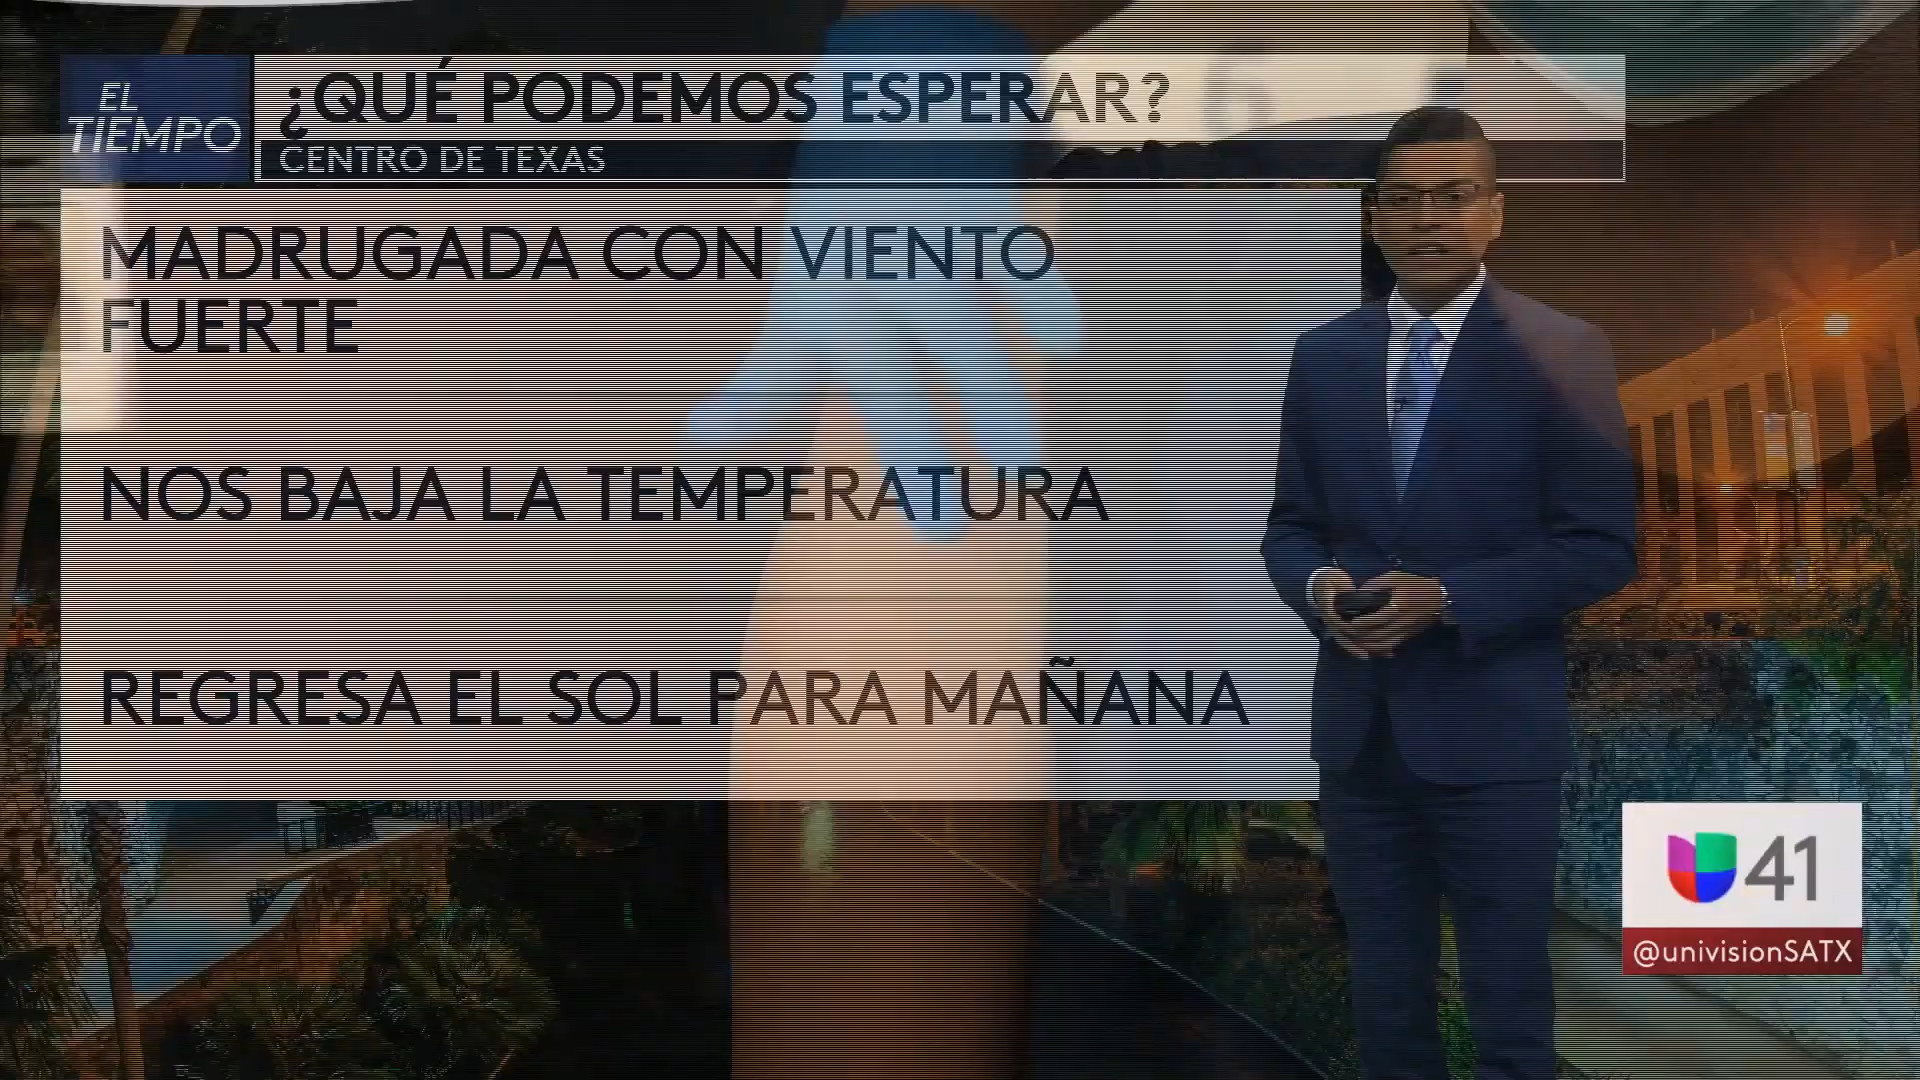 EL
TIEMPO
¿QUÉ PODEMOS ESPERAR?
CENTRO DE TEXAS
MADRUGADA CON VIENTO
FUERTE
NOS BAJA LA TEMPERATURA
REGRESA EL SOL PARA MAÑANA
41
@univisionSATX